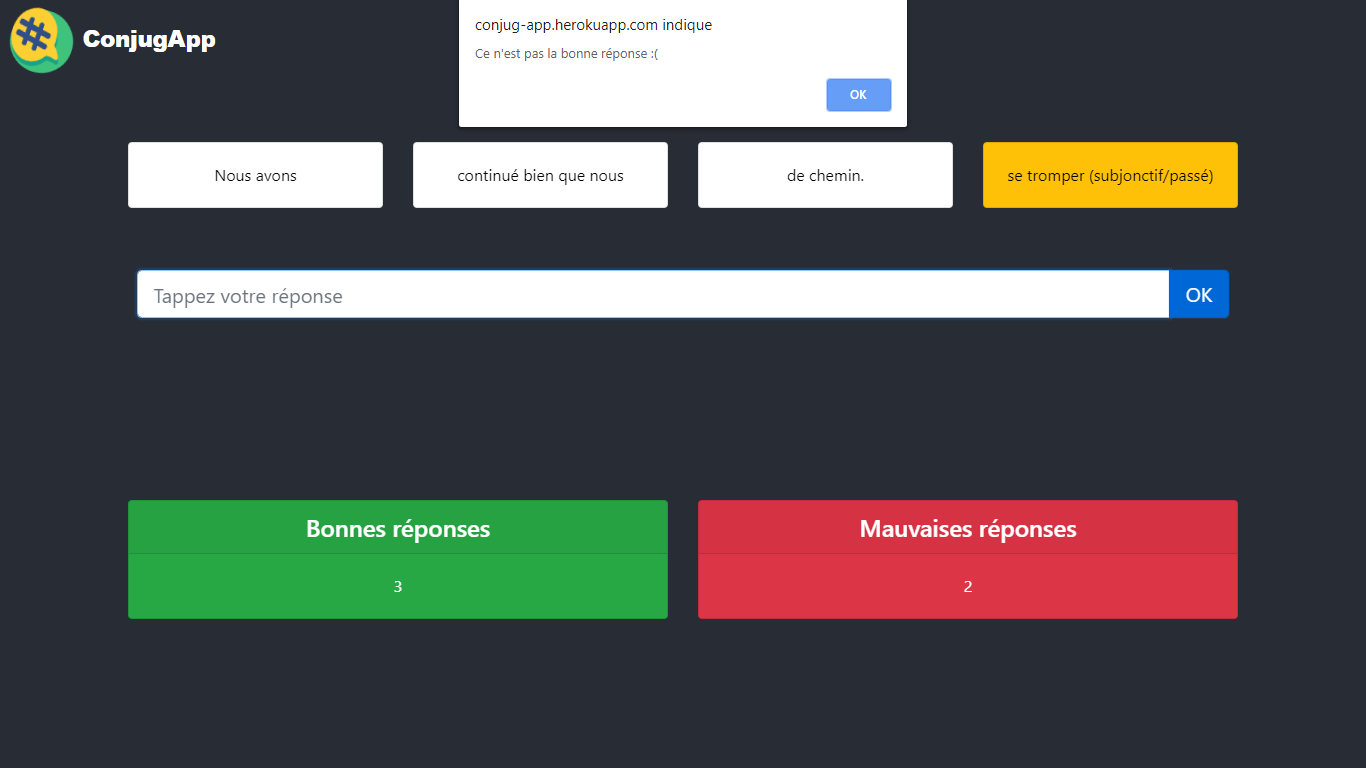 ConjugApp
conjug-app.herokuapp.com indique
Ce n'est pas la bonne réponse :(
OK
Nous avons
continué bien que nous
de chemin.
se tromper (subjonctif/passé)
Tappez votre réponse
OK
Bonnes réponses
Mauvaises réponses
3
2